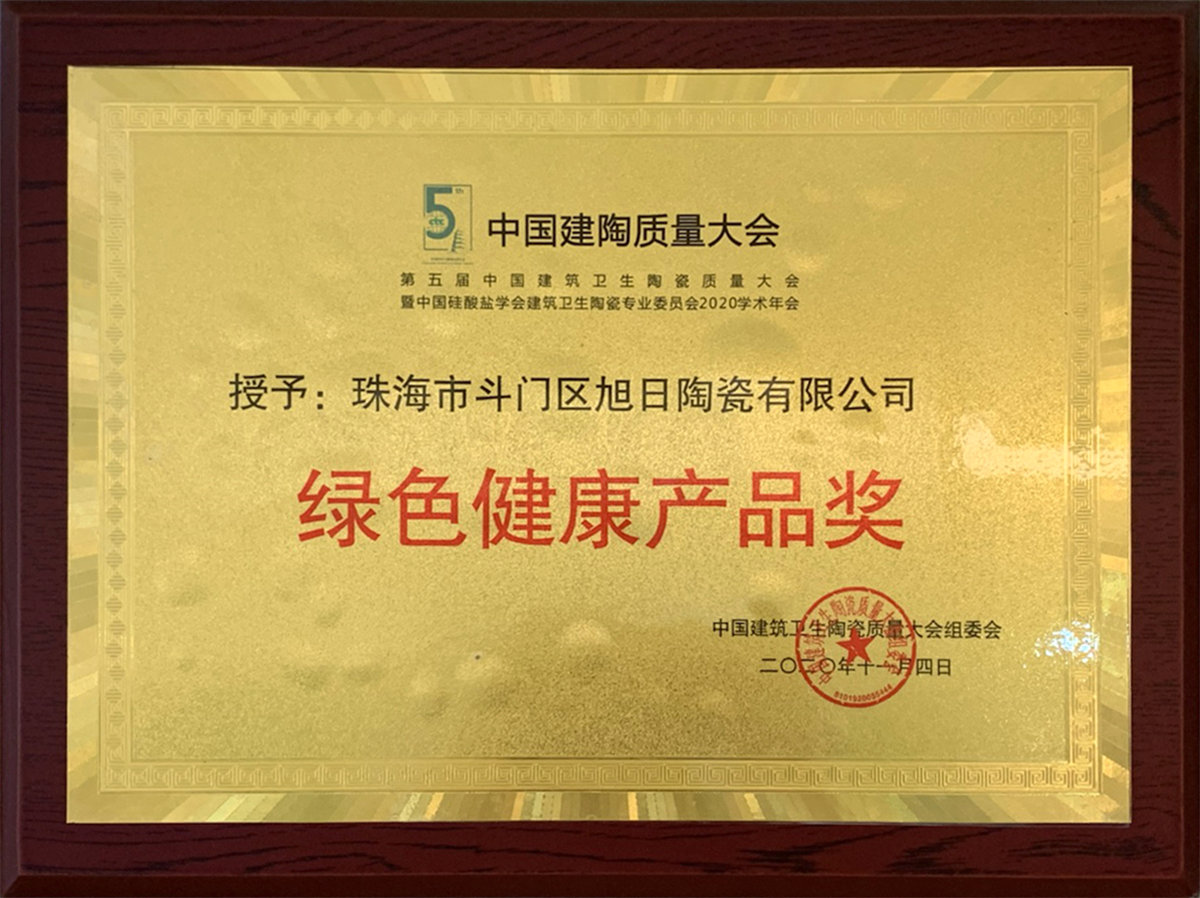 5th
中国建陶质量大会
第五届中国建筑卫生陶瓷质量大会
暨中国硅酸盐学会建筑卫生陶瓷专业委员会2020学术年会
授予：珠海市斗门区旭日陶瓷有限公司
绿色健康产品奖
中国建筑卫生陶瓷质量大会组委会
二〇二〇年十一月四日